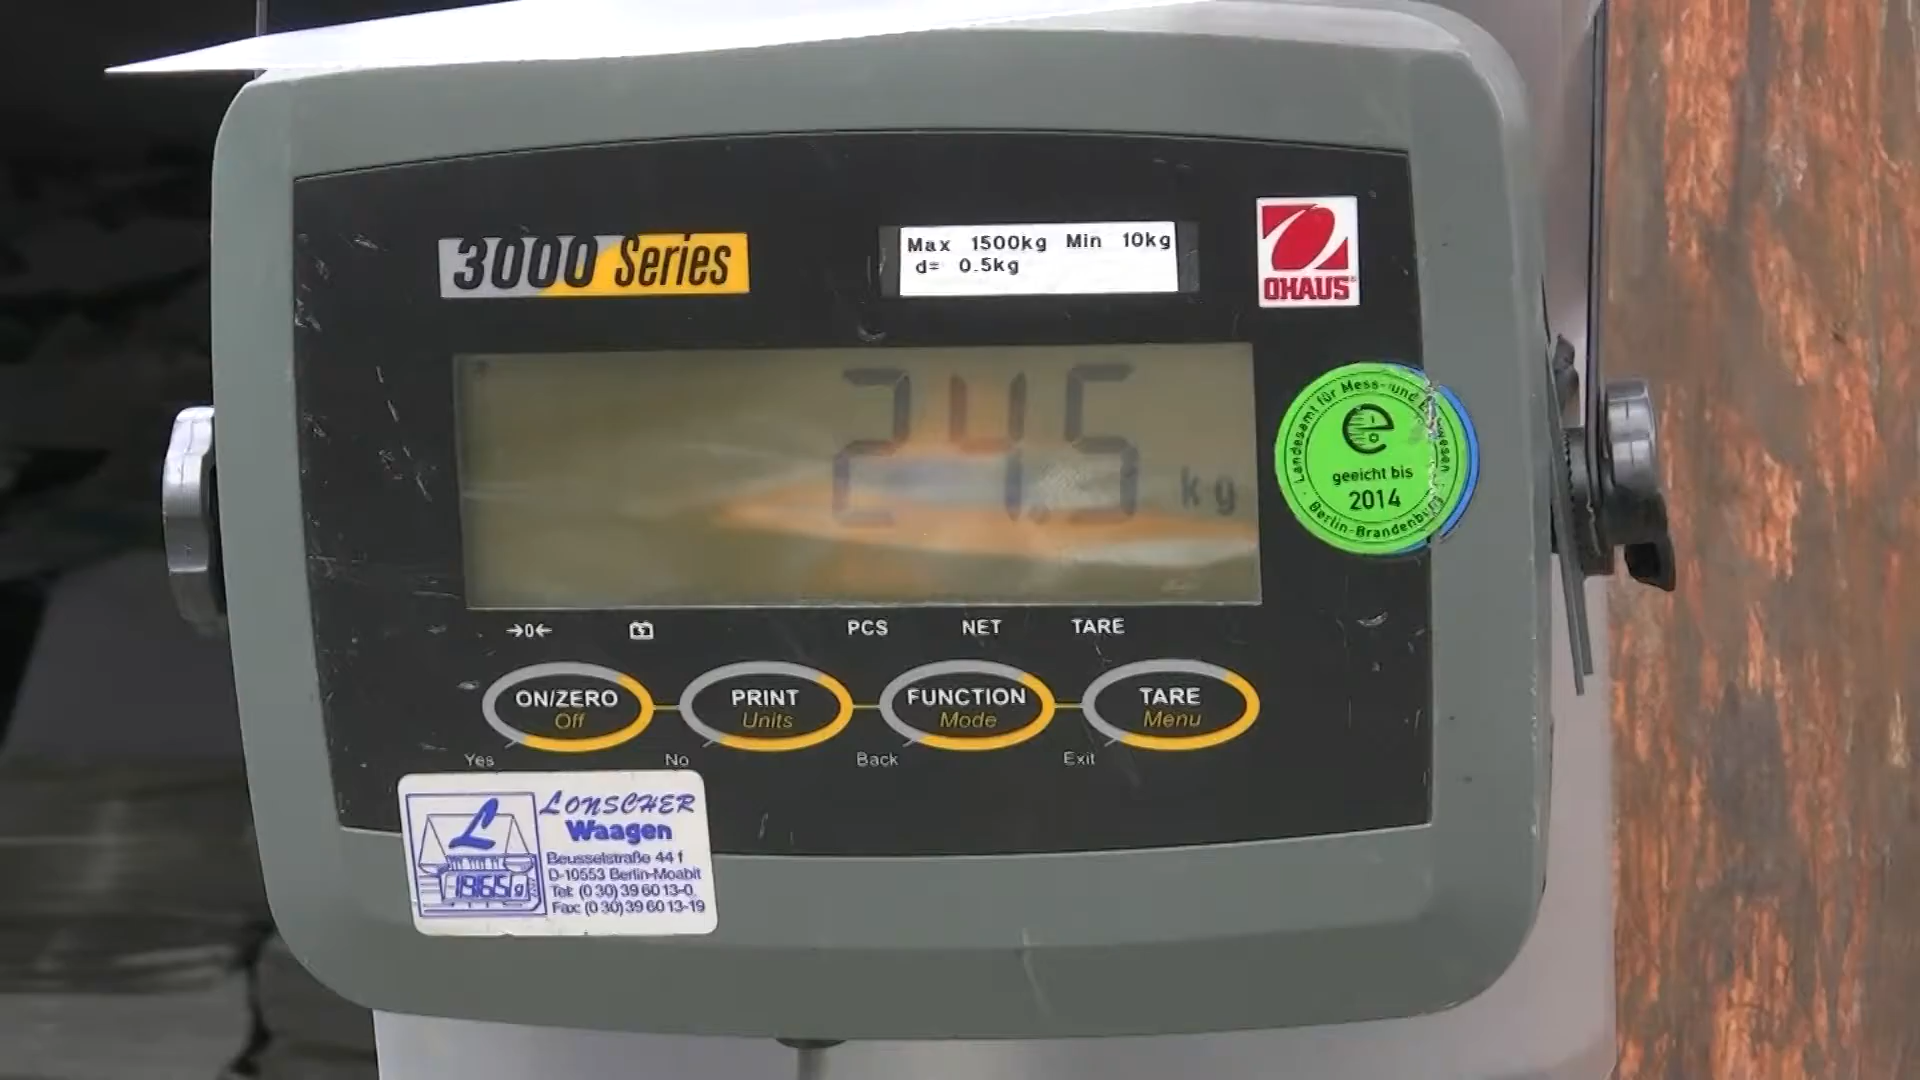 3000 Series
Max 1500kg Min 10kg
d= 0.5kg
OHAUS
24.5 kg
Landesamt für Mess- und
geeicht bis
2014
Berlin-Brandenburg
→0←
PCS NET TARE
ON/ZERO PRINT FUNCTION TARE
Off Units Mode Menu
Yes No Back Exit
L
LONSCHER
Waagen
Beusselstraße 44 f
D-10553 Berlin-Moabit
Tel: (0 30) 39 60 13-0,
Fax: (0 30) 39 60 13-19